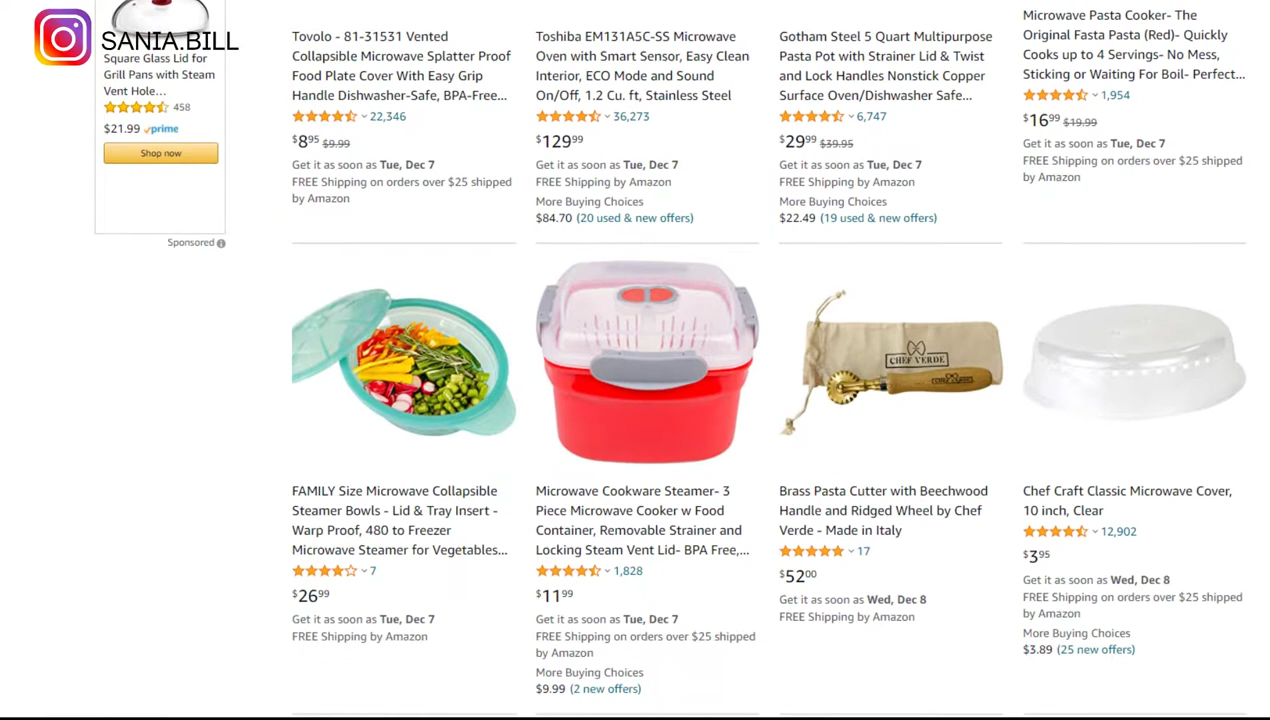 SANIA.BILL
Square Glass Lid for
Grill Pans with Steam
Vent Hole...
458
$21.99 prime
Shop now
Sponsored
Tovolo - 81-31531 Vented
Collapsible Microwave Splatter Proof
Food Plate Cover With Easy Grip
Handle Dishwasher-Safe, BPA-Free...
22,346
$8.95 $9.99
Get it as soon as Tue, Dec 7
FREE Shipping on orders over $25 shipped
by Amazon
Toshiba EM131A5C-SS Microwave
Oven with Smart Sensor, Easy Clean
Interior, ECO Mode and Sound
On/Off, 1.2 Cu. ft, Stainless Steel
36,273
$129.99
Get it as soon as Tue, Dec 7
FREE Shipping by Amazon
More Buying Choices
$84.70 (20 used & new offers)
Gotham Steel 5 Quart Multipurpose
Pasta Pot with Strainer Lid & Twist
and Lock Handles Nonstick Copper
Surface Oven/Dishwasher Safe...
6,747
$29.99 $39.95
Get it as soon as Tue, Dec 7
FREE Shipping by Amazon
More Buying Choices
$22.49 (19 used & new offers)
Microwave Pasta Cooker- The
Original Fasta Pasta (Red)- Quickly
Cooks up to 4 Servings- No Mess,
Sticking or Waiting For Boil- Perfect...
1,954
$16.99 $19.99
Get it as soon as Tue, Dec 7
FREE Shipping on orders over $25 shipped
by Amazon
FAMILY Size Microwave Collapsible
Steamer Bowls - Lid & Tray Insert -
Warp Proof, 480 to Freezer
Microwave Steamer for Vegetables...
7
$26.99
Get it as soon as Tue, Dec 7
FREE Shipping by Amazon
Microwave Cookware Steamer- 3
Piece Microwave Cooker w Food
Container, Removable Strainer and
Locking Steam Vent Lid- BPA Free,...
1,828
$11.99
Get it as soon as Tue, Dec 7
FREE Shipping on orders over $25 shipped
by Amazon
More Buying Choices
$9.99 (2 new offers)
CHEF VERDE
Brass Pasta Cutter with Beechwood
Handle and Ridged Wheel by Chef
Verde - Made in Italy
17
$52.00
Get it as soon as Wed, Dec 8
FREE Shipping by Amazon
Chef Craft Classic Microwave Cover,
10 inch, Clear
12,902
$3.95
Get it as soon as Wed, Dec 8
FREE Shipping on orders over $25 shipped
by Amazon
More Buying Choices
$3.89 (25 new offers)